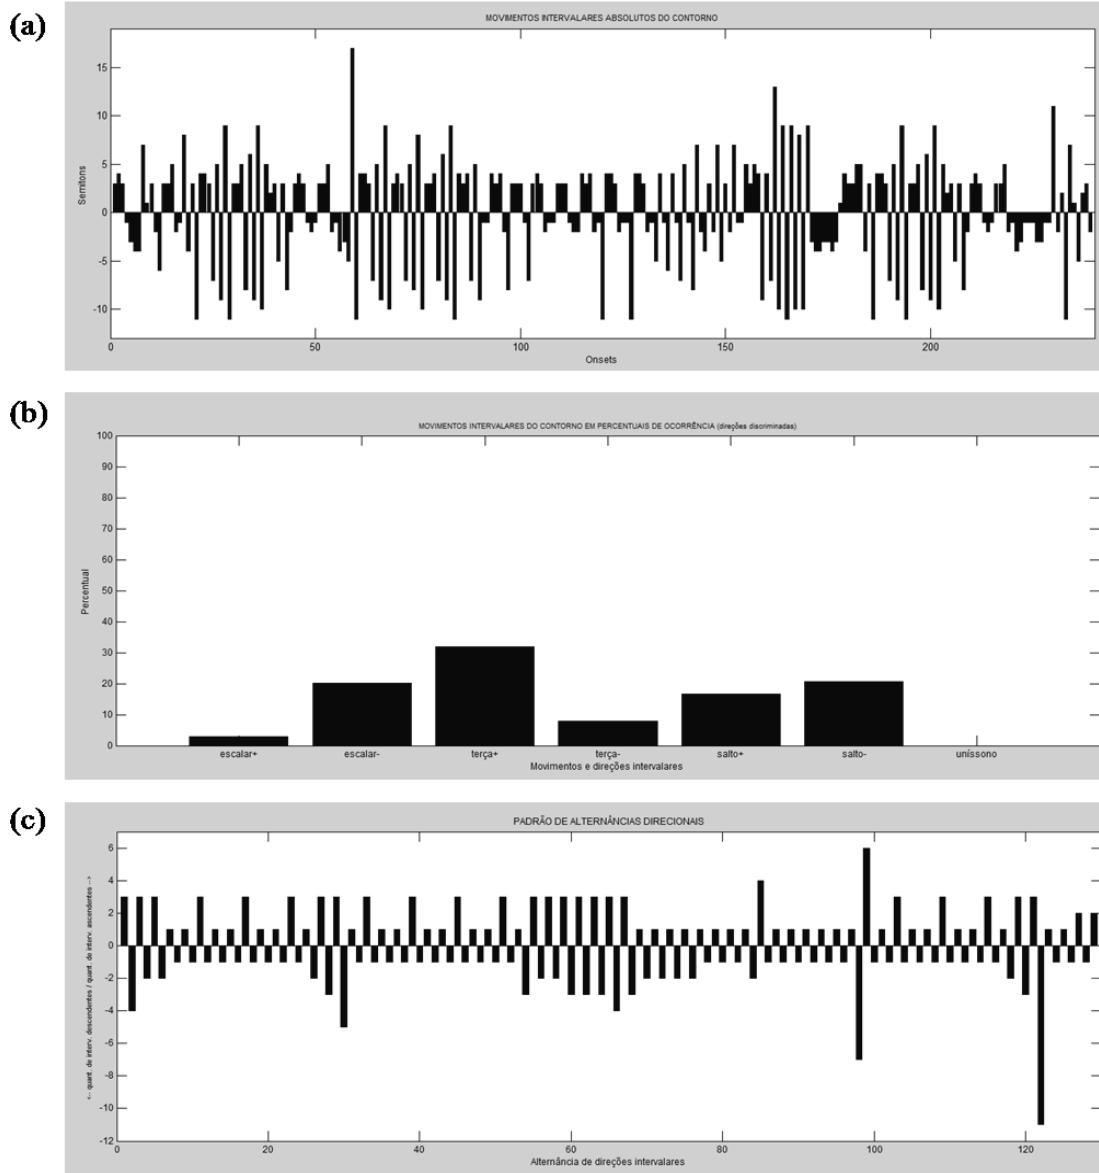 (a)
MOVIMENTOS INTERVALARES ABSOLUTOS DO CONTORNO
Semitons
15
10
5
0
-5
-10
0 50 100 150 200
Onsets
(b)
MOVIMENTOS INTERVALARES DO CONTORNO EM PERCENTUAIS DE OCORRÊNCIA (direções discriminadas)
Percentual
100
90
80
70
60
50
40
30
20
10
0
escalar+ escalar- terça+ terça- salto+ salto- uníssono
Movimentos e direções intervalares
(c)
PADRÃO DE ALTERNÂNCIAS DIRECIONAIS
<-- quant. de interv. descendentes / quant. de interv. ascendentes -->
6
4
2
0
-2
-4
-6
-8
-10
-12
0 20 40 60 80 100 120
Alternância de direções intervalares